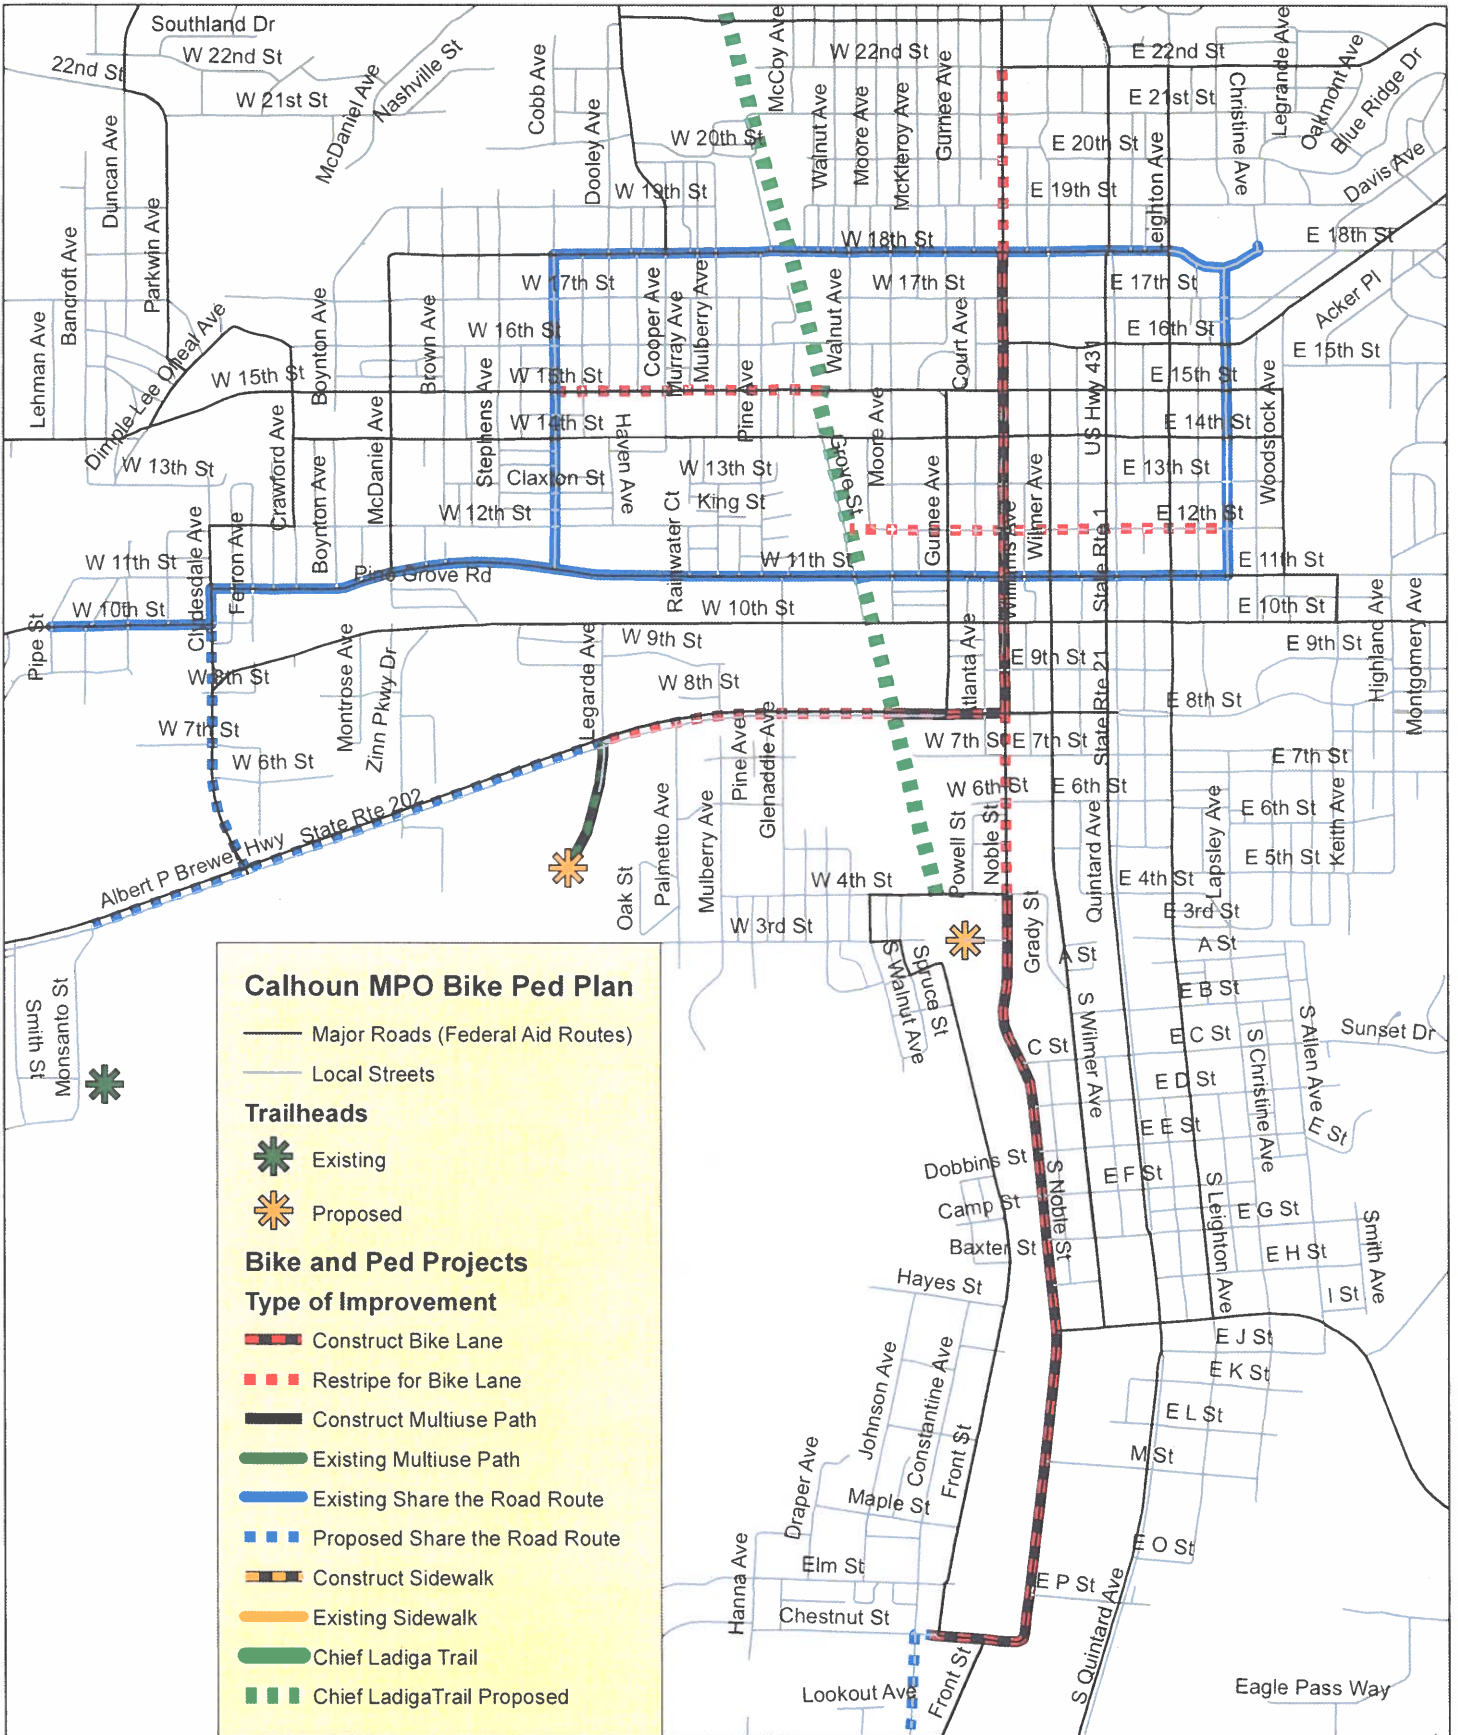 Southland Dr
22nd St
W 22nd St
W 21st St
McDaniel Ave
Nashville St
Cobb Ave
Dooley Ave
McCoy Ave
W 22nd St
W 20th St
W 19th St
Walnut Ave
Moore Ave
McKleroy Ave
Gurnee Ave
E 22nd St
E 21st St
E 20th St
E 19th St
Leighton Ave
Christine Ave
Legrande Ave
Oakmont Ave
Blue Ridge Dr
Davis Ave
E 18th St
Acker Pl
Duncan Ave
Bancroft Ave
Parkwin Ave
Lehman Ave
Dimple Lee Oneal Ave
W 18th St
W 17th St
W 17th St
E 17th St
Boynton Ave
Brown Ave
W 16th St
Cooper Ave
Murray Ave
Mulberry Ave
Walnut Ave
Court Ave
E 16th St
E 15th St
W 15th St
Stephens Ave
W 15th St
Pine Ave
US Hwy 431
E 15th St
Woodstock Ave
W 14th St
E 14th St
Crawford Ave
McDaniel Ave
Haven Ave
Grove St
Moore Ave
W 13th St
Boynton Ave
Claxton St
W 13th St
E 13th St
King St
Gurnee Ave
Wilmer Ave
W 12th St
E 12th St
Rainwater Ct
Williams Ave
State Rte 1
W 11th St
Clydesdale Ave
Ferron Ave
Pine Grove Rd
W 11th St
E 11th St
W 10th St
W 10th St
E 10th St
Highland Ave
Montgomery Ave
Pipe St
W 9th St
Atlanta Ave
E 9th St
E 9th St
W 8th St
Montrose Ave
Zinn Pkwy Dr
Legarde Ave
W 8th St
State Rte 21
E 8th St
W 7th St
Pine Ave
Glenaddie Ave
W 7th St
E 7th St
E 7th St
W 6th St
W 6th St
E 6th St
E 6th St
Albert P Brewer Hwy
State Rte 202
Palmetto Ave
Mulberry Ave
Powell St
Noble St
Quintard Ave
Lapsley Ave
Keith Ave
E 5th St
Oak St
W 4th St
E 4th St
W 3rd St
Grady St
E 3rd St
S Walnut Ave
Spruce St
A St
A St
Smith St
Monsanto St
E B St
S Wilmer Ave
C St
E C St
S Christine Ave
S Allen Ave
Sunset Dr
E D St
E E St
E St
Dobbins St
S Noble St
E F St
Camp St
S Leighton Ave
E G St
Smith Ave
Baxter St
E H St
Hayes St
I St
E J St
Johnson Ave
Constantine Ave
E K St
Front St
E L St
Draper Ave
M St
Maple St
Hanna Ave
Elm St
E O St
E P St
Chestnut St
S Quintard Ave
Lookout Ave
Front St
Eagle Pass Way
Calhoun MPO Bike Ped Plan
Major Roads (Federal Aid Routes)
Local Streets
Trailheads
Existing
Proposed
Bike and Ped Projects
Type of Improvement
Construct Bike Lane
Restripe for Bike Lane
Construct Multiuse Path
Existing Multiuse Path
Existing Share the Road Route
Proposed Share the Road Route
Construct Sidewalk
Existing Sidewalk
Chief Ladiga Trail
Chief LadigaTrail Proposed